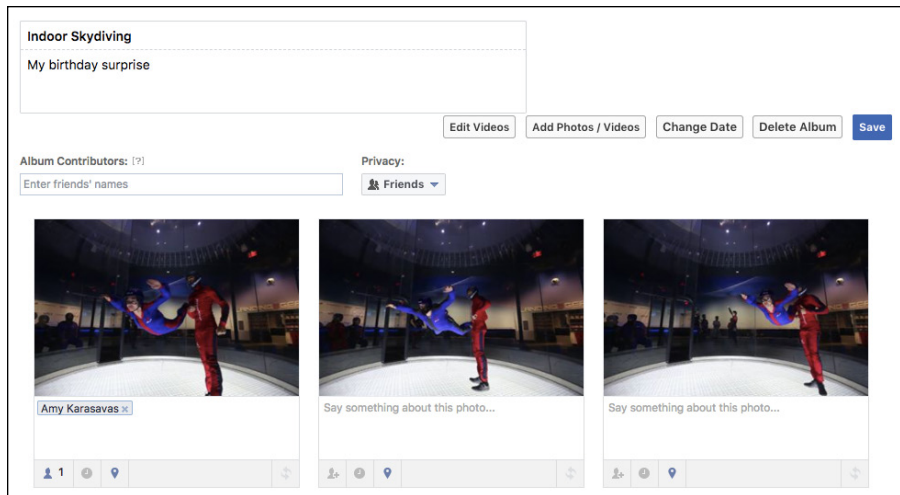 Indoor Skydiving
My birthday surprise
Edit Videos Add Photos / Videos Change Date Delete Album Save
Album Contributors: [?] Privacy:
Enter friends' names Friends
Amy Karasavas × Say something about this photo... Say something about this photo...
1